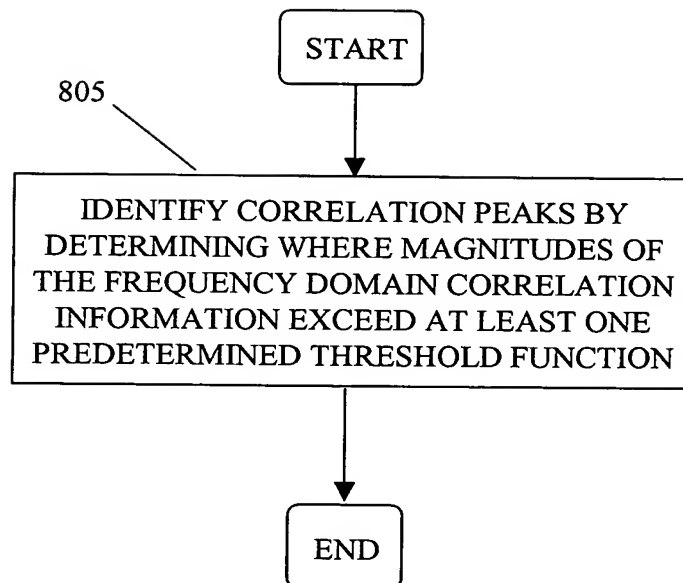 START
805
IDENTIFY CORRELATION PEAKS BY
DETERMINING WHERE MAGNITUDES OF
THE FREQUENCY DOMAIN CORRELATION
INFORMATION EXCEED AT LEAST ONE
PREDETERMINED THRESHOLD FUNCTION
END